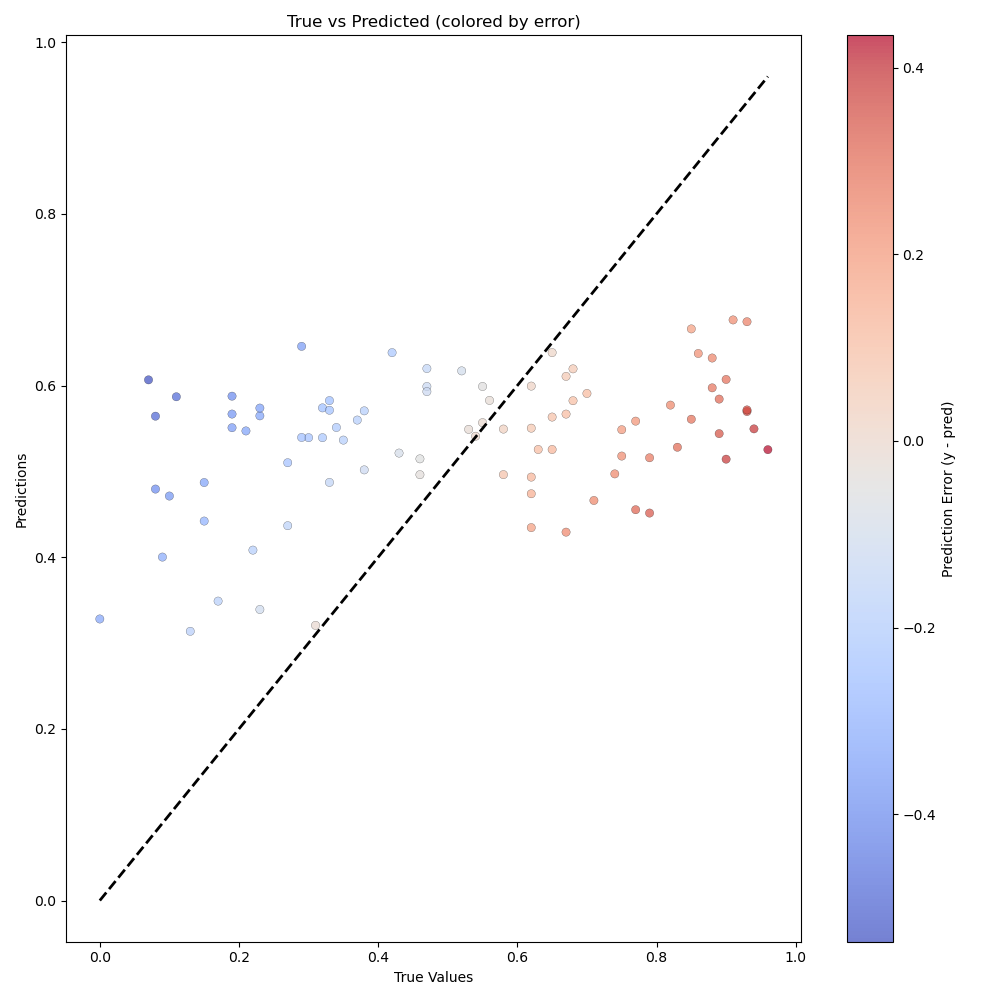 True vs Predicted (colored by error)
1.0
0.8
0.6
0.4
0.2
0.0
Predictions
0.0 0.2 0.4 0.6 0.8 1.0
True Values
0.4
0.2
0.0
−0.2
−0.4
Prediction Error (y - pred)